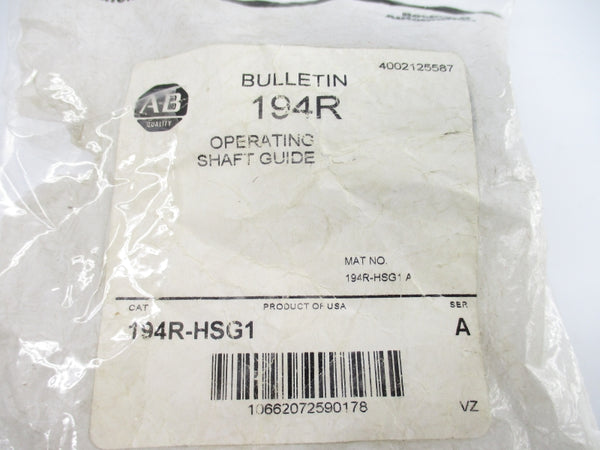 4002125587
BULLETIN
194R
AB
QUALITY
OPERATING
SHAFT GUIDE
MAT NO.
194R-HSG1 A
CAT PRODUCT OF USA SER.
194R-HSG1 A
10662072590178
VZ